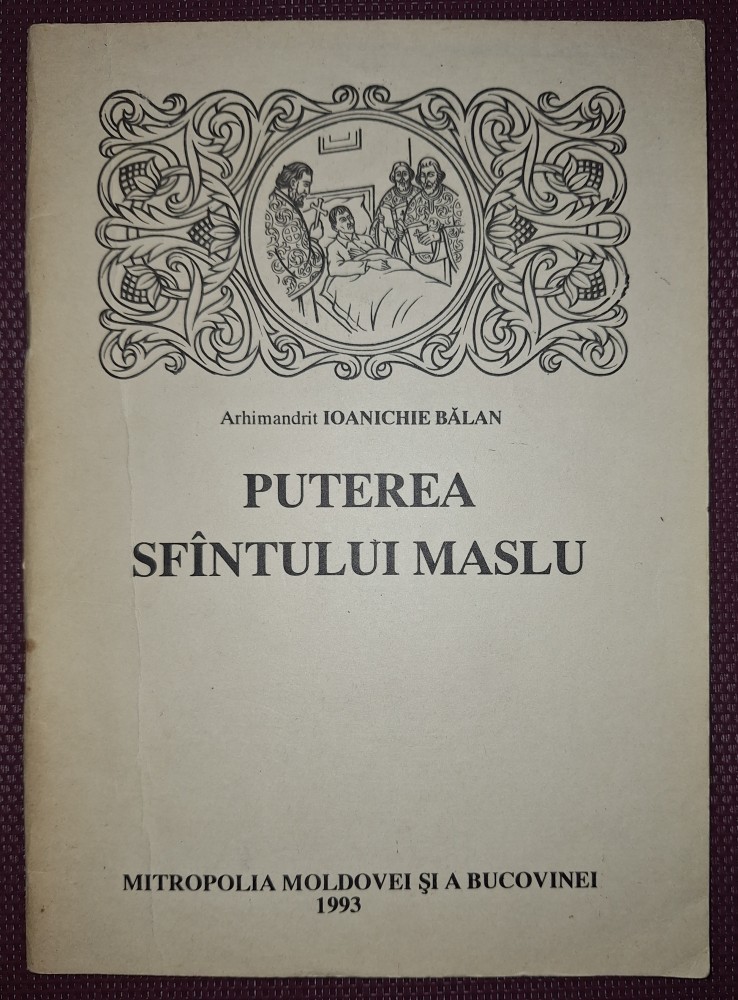 Arhimandrit IOANICHIE BĂLAN
PUTEREA
SFÎNTULUI MASLU
MITROPOLIA MOLDOVEI ŞI A BUCOVINEI
1993